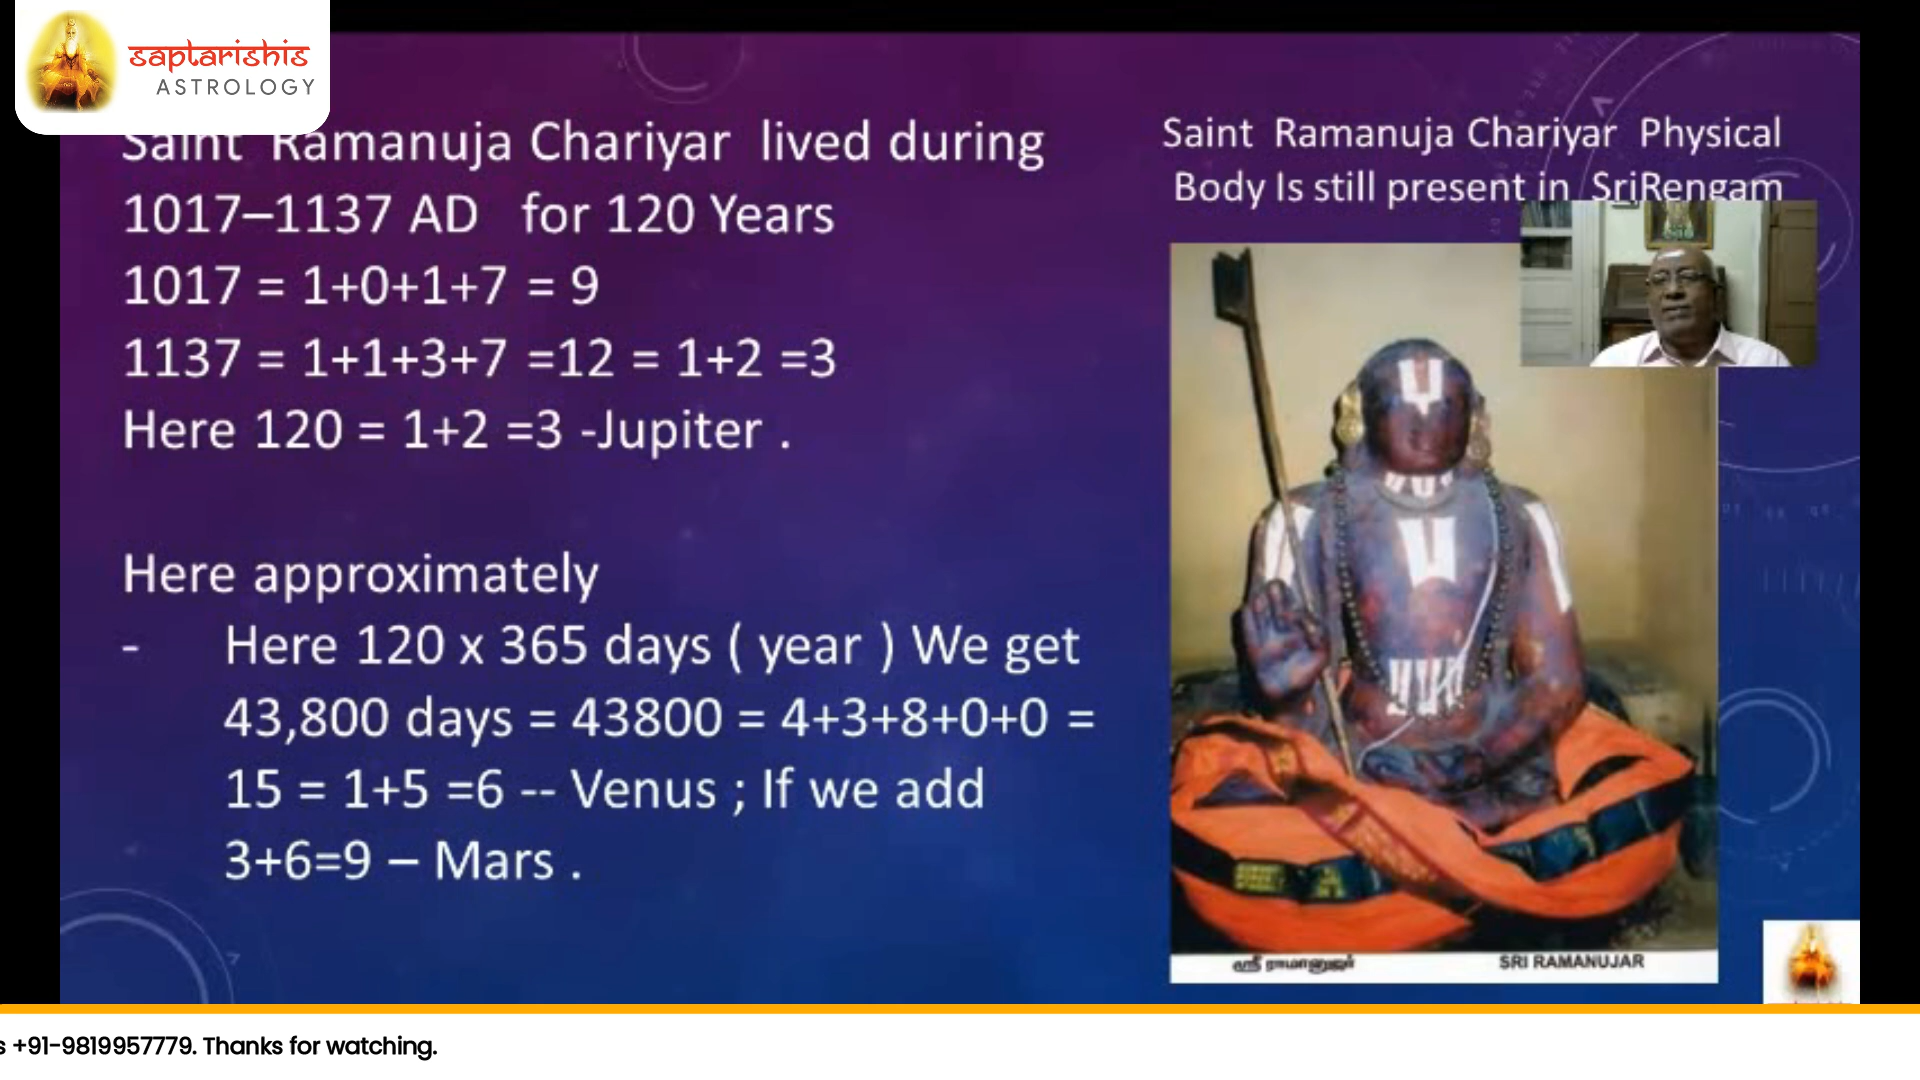 saptarishis
ASTROLOGY
Saint Ramanuja Chariyar lived during
1017–1137 AD for 120 Years
1017 = 1+0+1+7 = 9
1137 = 1+1+3+7 =12 = 1+2 =3
Here 120 = 1+2 =3 -Jupiter .
Here approximately
- Here 120 x 365 days ( year ) We get
43,800 days = 43800 = 4+3+8+0+0 =
15 = 1+5 =6 -- Venus ; If we add
3+6=9 – Mars .
Saint Ramanuja Chariyar Physical
Body Is still present in SriRengam
ஸ்ரீ ராமானுஜர்
SRI RAMANUJAR
s +91-9819957779. Thanks for watching.